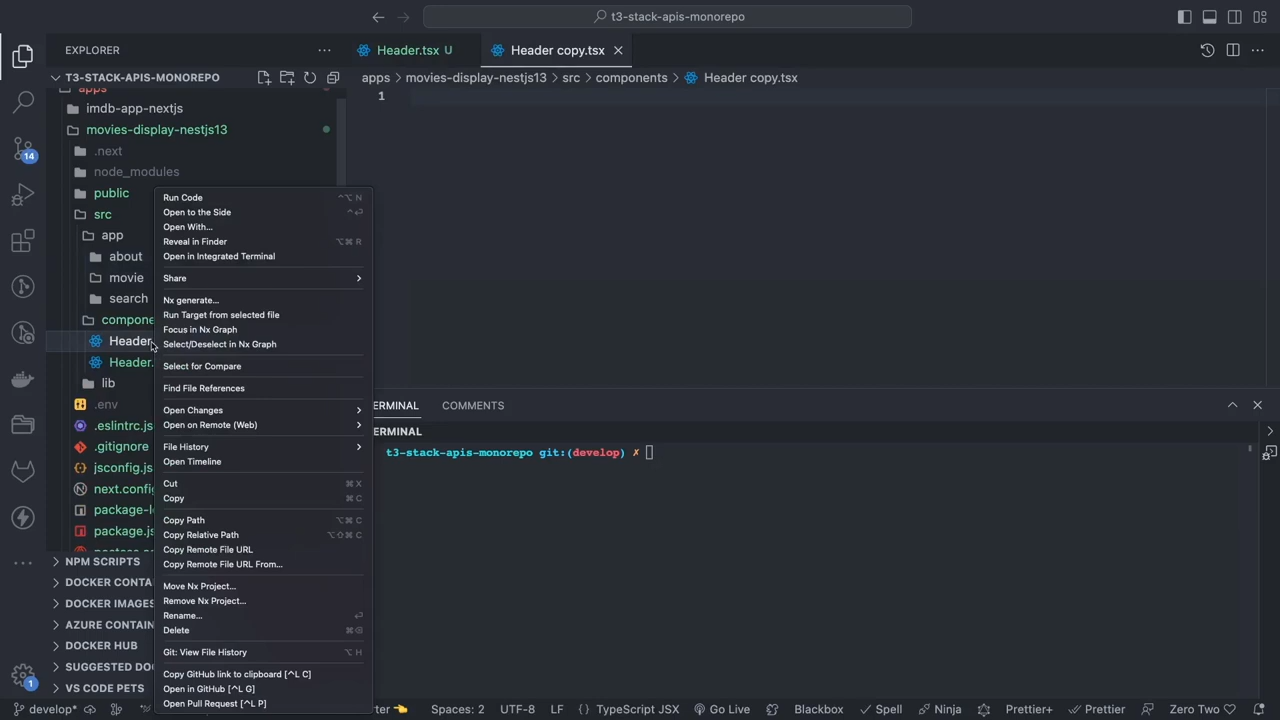 t3-stack-apis-monorepo
EXPLORER
Header.tsx U
Header copy.tsx
T3-STACK-APIS-MONOREPO
apps > movies-display-nestjs13 > src > components > Header copy.tsx
apps
1
imdb-app-nextjs
movies-display-nestjs13
.next
node_modules
public
src
app
about
movie
search
compone
Header
Header.
lib
.env
.eslintrc.js
.gitignore
jsconfig.js
next.config
package-l
package.js
14
Run Code ^⌥ N
Open to the Side ^⏎
Open With...
Reveal in Finder ⌥⌘ R
Open in Integrated Terminal
Share >
Nx generate...
Run Target from selected file
Focus in Nx Graph
Select/Deselect in Nx Graph
Select for Compare
Find File References
Open Changes >
Open on Remote (Web) >
File History >
Open Timeline
Cut ⌘ X
Copy ⌘ C
Copy Path ⌥⌘ C
Copy Relative Path ⌥⇧⌘ C
Copy Remote File URL
Copy Remote File URL From...
Move Nx Project...
Remove Nx Project...
Rename... ⏎
Delete ⌘⌫
Git: View File History ⌥ H
Copy GitHub link to clipboard [^L C]
Open in GitHub [^L G]
Open Pull Request [^L P]
ERMINAL COMMENTS
ERMINAL
t3-stack-apis-monorepo git:(develop) ✗
NPM SCRIPTS
DOCKER CONTA
DOCKER IMAGES
AZURE CONTAIN
DOCKER HUB
SUGGESTED DO
VS CODE PETS
1
develop* rter 👈 Spaces: 2 UTF-8 LF {} TypeScript JSX Go Live Blackbox Spell Ninja Prettier+ Prettier Zero Two